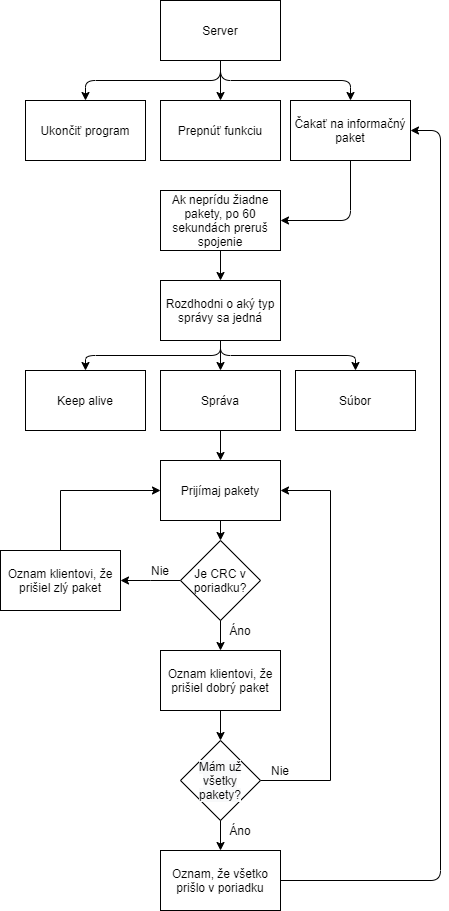 Server
Ukončiť program
Prepnúť funkciu
Čakať na informačný
paket
Ak neprídu žiadne
pakety, po 60
sekundách preruš
spojenie
Rozdhodni o aký typ
správy sa jedná
Keep alive
Správa
Súbor
Prijímaj pakety
Je CRC v
poriadku?
Nie
Oznam klientovi, že
prišiel zlý paket
Áno
Oznam klientovi, že
prišiel dobrý paket
Mám už
všetky
pakety?
Nie
Áno
Oznam, že všetko
prišlo v poriadku